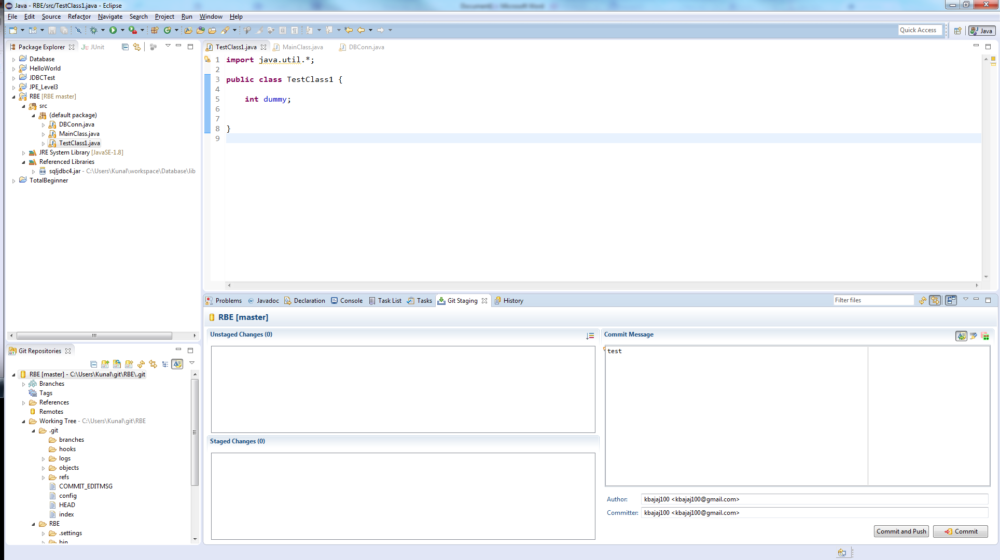 Java - RBE/src/TestClass1.java - Eclipse
File Edit Source Refactor Navigate Search Project Run Window Help
Quick Access
Java
Package Explorer
JUnit
Database
HelloWorld
JDBCTest
JPE_Level3
RBE [RBE master]
src
(default package)
DBConn.java
MainClass.java
TestClass1.java
JRE System Library [JavaSE-1.8]
Referenced Libraries
sqljdbc4.jar - C:\Users\Kunal\workspace\Database\lib
TotalBeginner
TestClass1.java
MainClass.java
DBConn.java
1 import java.util.*;
2
3 public class TestClass1 {
4
5 int dummy;
6
7
8 }
9
Git Repositories
RBE [master] - C:\Users\Kunal\git\RBE\.git
Branches
Tags
References
Remotes
Working Tree - C:\Users\Kunal\git\RBE
.git
branches
hooks
logs
objects
refs
COMMIT_EDITMSG
config
HEAD
index
RBE
.settings
bin
Problems @ Javadoc Declaration Console Task List Tasks Git Staging History
Filter files
RBE [master]
Unstaged Changes (0)
Staged Changes (0)
Commit Message
test
Author: kbajaj100 <kbajaj100@gmail.com>
Committer: kbajaj100 <kbajaj100@gmail.com>
Commit and Push
Commit